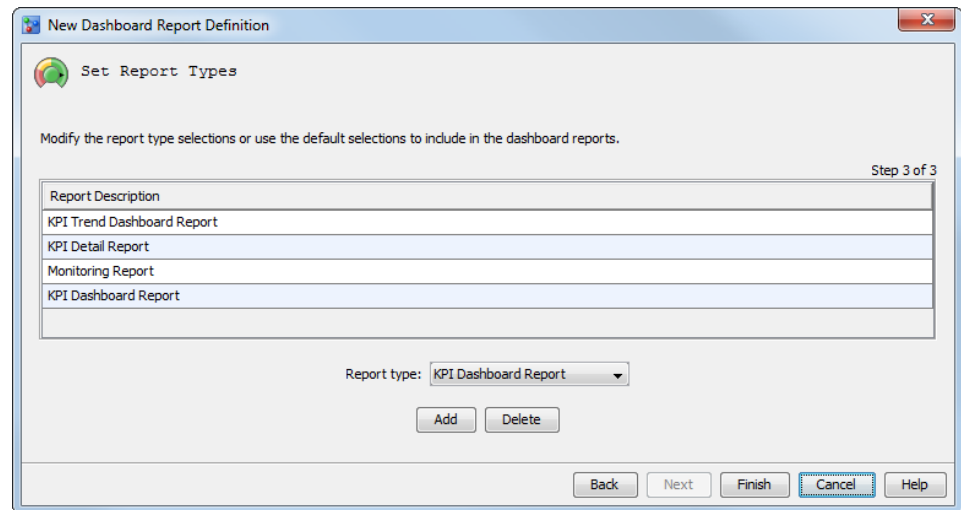 New Dashboard Report Definition
X
Set Report Types
Modify the report type selections or use the default selections to include in the dashboard reports.
Step 3 of 3
Report Description
KPI Trend Dashboard Report
KPI Detail Report
Monitoring Report
KPI Dashboard Report
Report type: KPI Dashboard Report
Add Delete
Back Next Finish Cancel Help